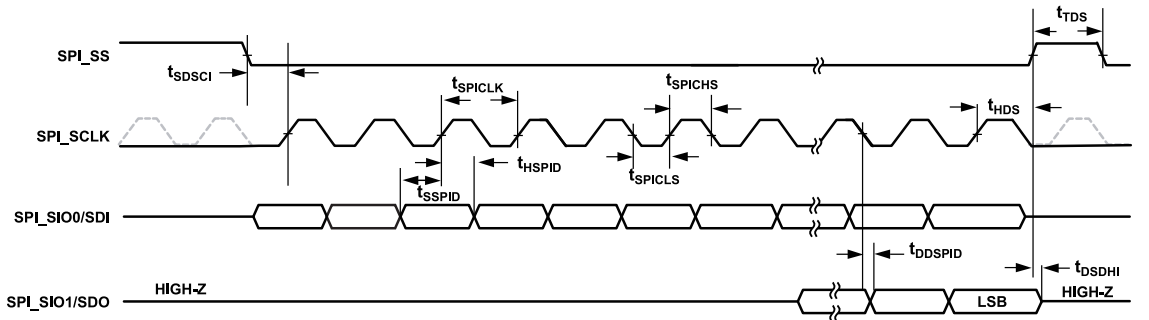 tTDS
SPI_SS
tSDSCI
tSPICLK
tSPICHS
tHDS
SPI_SCLK
tHSPID
tSPICLS
tSSPID
SPI_SIO0/SDI
tDDSPID
tDSDHI
HIGH-Z
HIGH-Z
SPI_SIO1/SDO
LSB